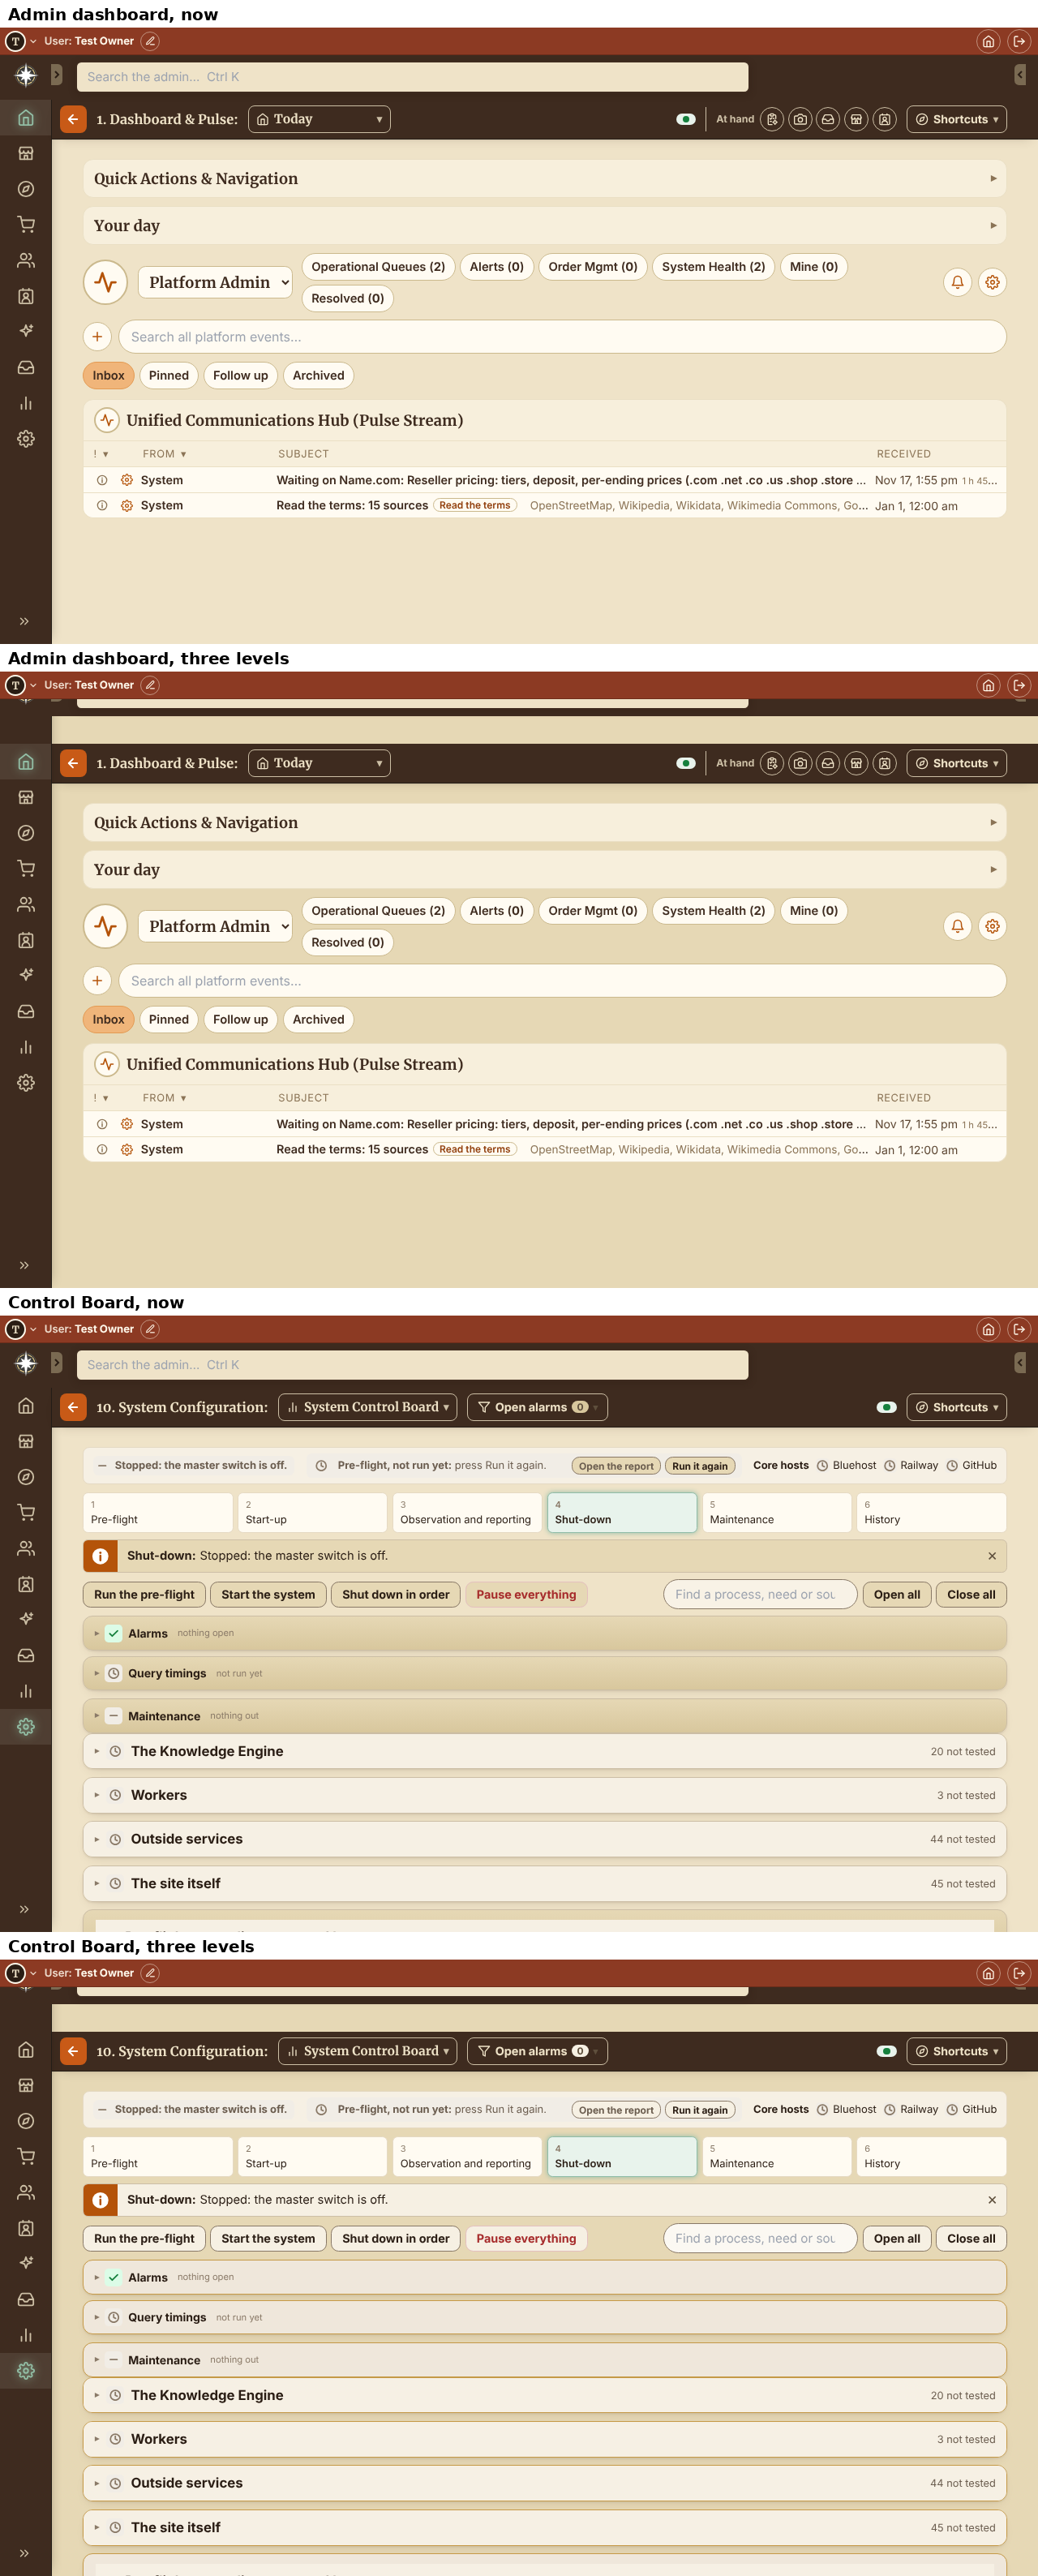 Admin dashboard, now
T User: Test Owner
Search the admin... Ctrl K
1. Dashboard & Pulse: Today At hand Shortcuts
Quick Actions & Navigation
Your day
Platform Admin Operational Queues (2) Alerts (0) Order Mgmt (0) System Health (2) Mine (0)
Resolved (0)
Search all platform events...
Inbox Pinned Follow up Archived
Unified Communications Hub (Pulse Stream)
! FROM SUBJECT RECEIVED
System Waiting on Name.com: Reseller pricing: tiers, deposit, per-ending prices (.com .net .co .us .shop .store ... Nov 17, 1:55 pm 1 h 45...
System Read the terms: 15 sources Read the terms OpenStreetMap, Wikipedia, Wikidata, Wikimedia Commons, Go... Jan 1, 12:00 am
Admin dashboard, three levels
T User: Test Owner
1. Dashboard & Pulse: Today At hand Shortcuts
Quick Actions & Navigation
Your day
Platform Admin Operational Queues (2) Alerts (0) Order Mgmt (0) System Health (2) Mine (0)
Resolved (0)
Search all platform events...
Inbox Pinned Follow up Archived
Unified Communications Hub (Pulse Stream)
! FROM SUBJECT RECEIVED
System Waiting on Name.com: Reseller pricing: tiers, deposit, per-ending prices (.com .net .co .us .shop .store ... Nov 17, 1:55 pm 1 h 45...
System Read the terms: 15 sources Read the terms OpenStreetMap, Wikipedia, Wikidata, Wikimedia Commons, Go... Jan 1, 12:00 am
Control Board, now
T User: Test Owner
Search the admin... Ctrl K
10. System Configuration: System Control Board Open alarms 0 Shortcuts
Stopped: the master switch is off. Pre-flight, not run yet: press Run it again. Open the report Run it again Core hosts Bluehost Railway GitHub
1 2 3 4 5 6
Pre-flight Start-up Observation and reporting Shut-down Maintenance History
Shut-down: Stopped: the master switch is off.
Run the pre-flight Start the system Shut down in order Pause everything Find a process, need or sou Open all Close all
Alarms nothing open
Query timings not run yet
Maintenance nothing out
The Knowledge Engine 20 not tested
Workers 3 not tested
Outside services 44 not tested
The site itself 45 not tested
Control Board, three levels
T User: Test Owner
10. System Configuration: System Control Board Open alarms 0 Shortcuts
Stopped: the master switch is off. Pre-flight, not run yet: press Run it again. Open the report Run it again Core hosts Bluehost Railway GitHub
1 2 3 4 5 6
Pre-flight Start-up Observation and reporting Shut-down Maintenance History
Shut-down: Stopped: the master switch is off.
Run the pre-flight Start the system Shut down in order Pause everything Find a process, need or sou Open all Close all
Alarms nothing open
Query timings not run yet
Maintenance nothing out
The Knowledge Engine 20 not tested
Workers 3 not tested
Outside services 44 not tested
The site itself 45 not tested